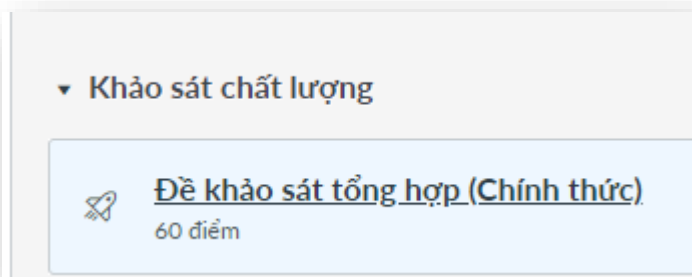 Khảo sát chất lượng
Đề khảo sát tổng hợp (Chính thức)
60 điểm